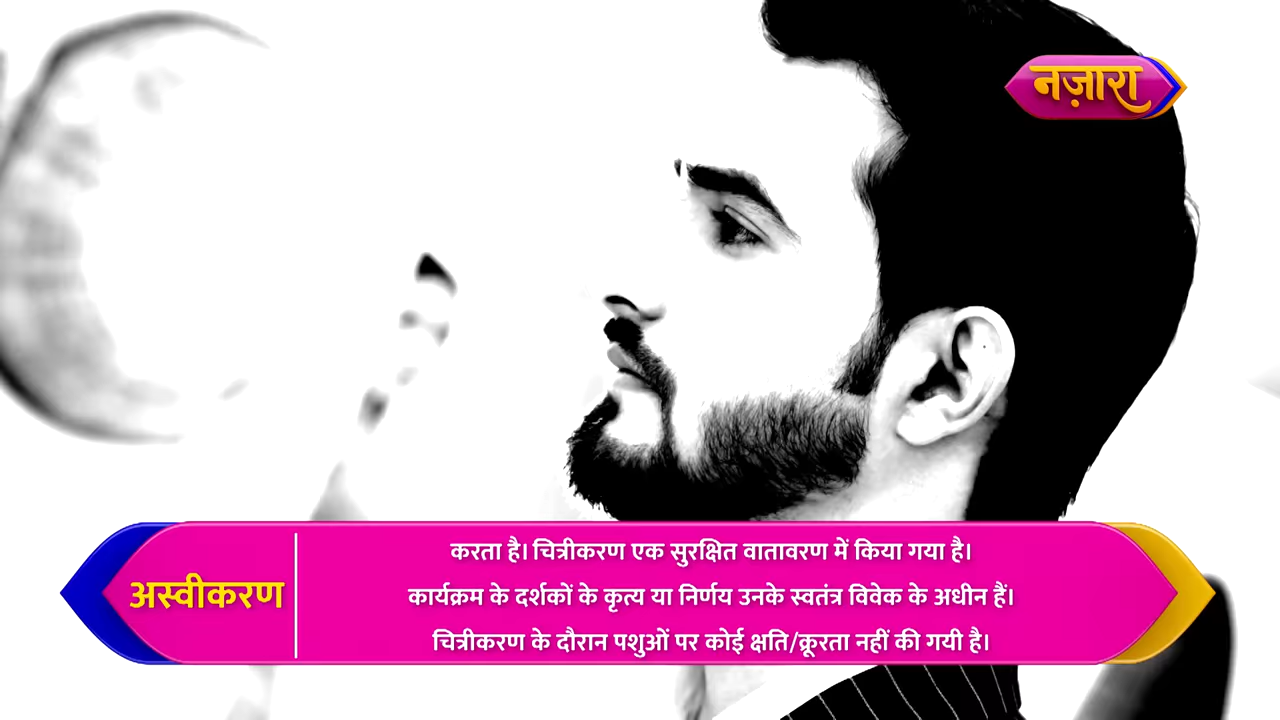 नज़ारा
अस्वीकरण
करता है। चित्रीकरण एक सुरक्षित वातावरण में किया गया है।
कार्यक्रम के दर्शकों के कृत्य या निर्णय उनके स्वतंत्र विवेक के अधीन हैं।
चित्रीकरण के दौरान पशुओं पर कोई क्षति/क्रूरता नहीं की गयी है।